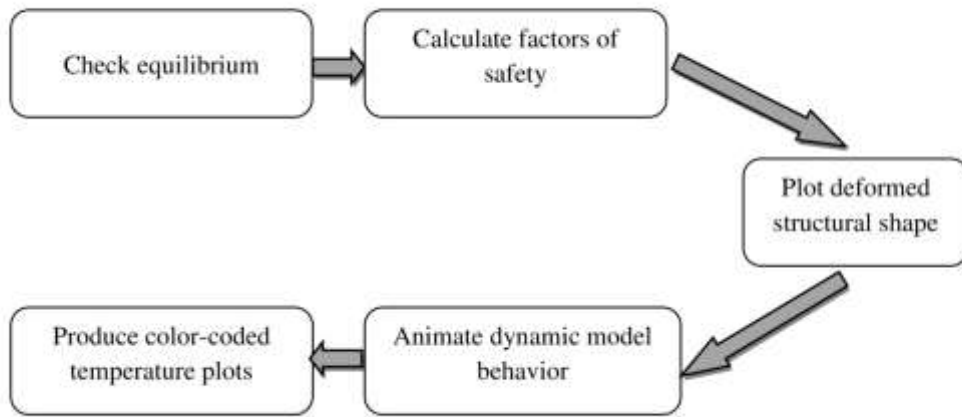 Check equilibrium
Calculate factors of
safety
Plot deformed
structural shape
Animate dynamic model
behavior
Produce color-coded
temperature plots